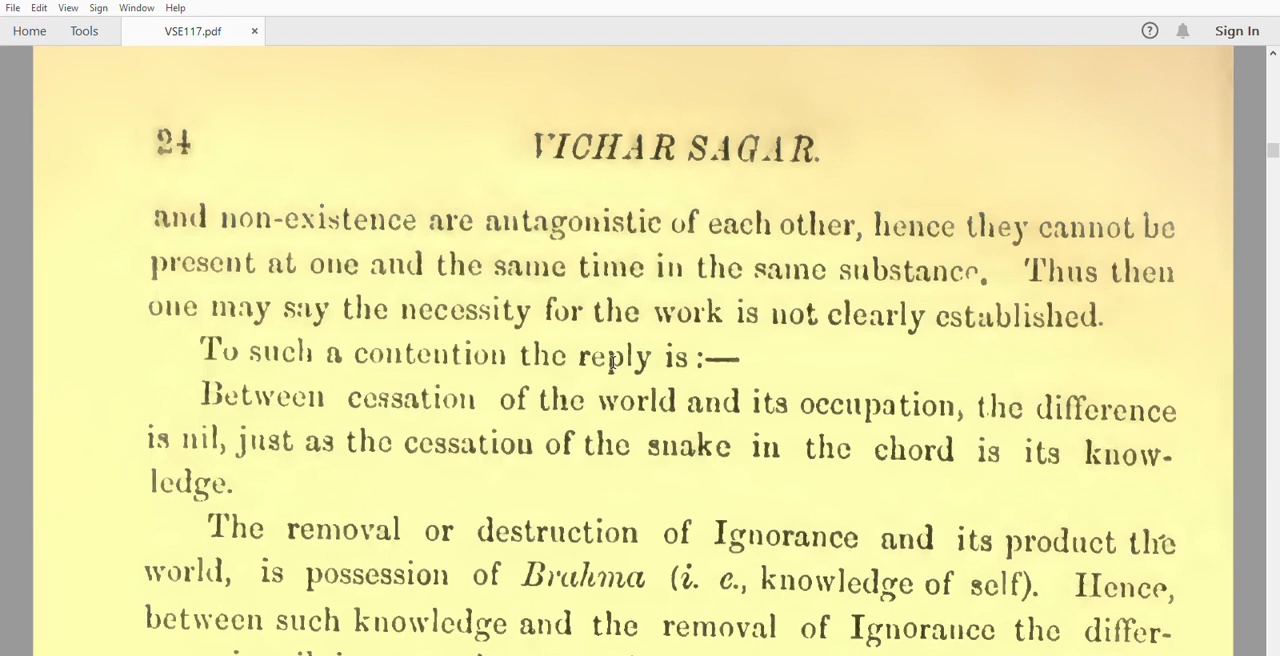 File Edit View Sign Window Help
Home Tools VSE117.pdf × ? Sign In
24 VICHAR SAGAR.
and non-existence are antagonistic of each other, hence they cannot be
present at one and the same time in the same substance. Thus then
one may say the necessity for the work is not clearly established.
To such a contention the reply is :—
Between cessation of the world and its occupation, the difference
is nil, just as the cessation of the snake in the chord is its know-
ledge.
The removal or destruction of Ignorance and its product the
world, is possession of Brahma (i. e., knowledge of self). Hence,
between such knowledge and the removal of Ignorance the differ-